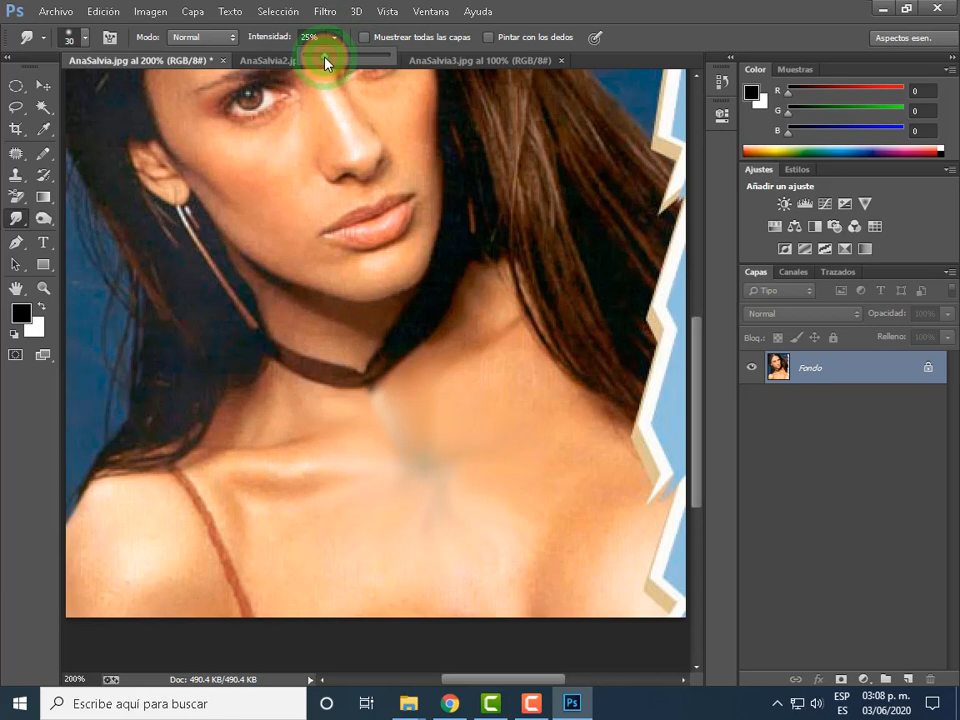 Ps Archivo Edición Imagen Capa Texto Selección Filtro 3D Vista Ventana Ayuda
30 Modo: Normal Intensidad: 25% Muestrear todas las capas Pintar con los dedos Aspectos esen.
AnaSalvia.jpg al 200% (RGB/8#) * × AnaSalvia2.j AnaSalvia3.jpg al 100% (RGB/8#) ×
Color Muestras
R 0
G 0
B 0
Ajustes Estilos
Añadir un ajuste
Capas Canales Trazados
Tipo
Normal Opacidad: 100%
Bloq.: Relleno: 100%
Fondo
200% Doc: 490.4 KB/490.4 KB
Escribe aquí para buscar
Ps
ESP 03:08 p. m.
ES 03/06/2020